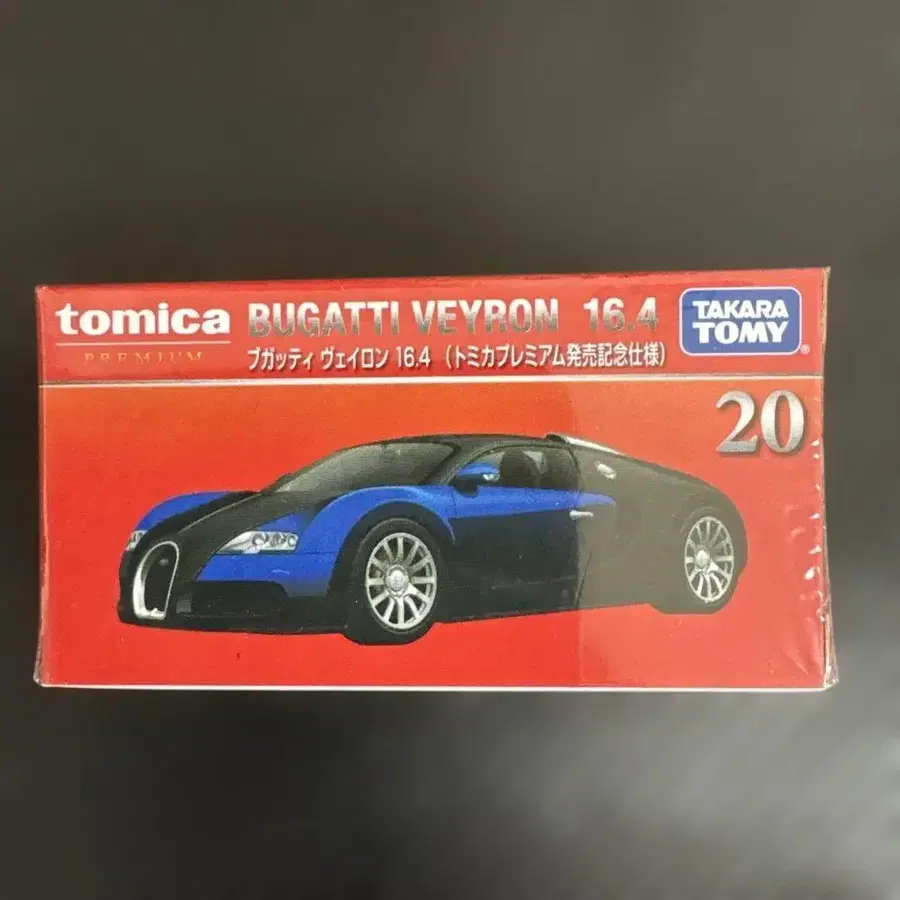 tomica
PREMIUM
BUGATTI VEYRON 16.4
ブガッティ ヴェイロン 16.4 (トミカプレミアム発売記念仕様)
TAKARA
TOMY
20